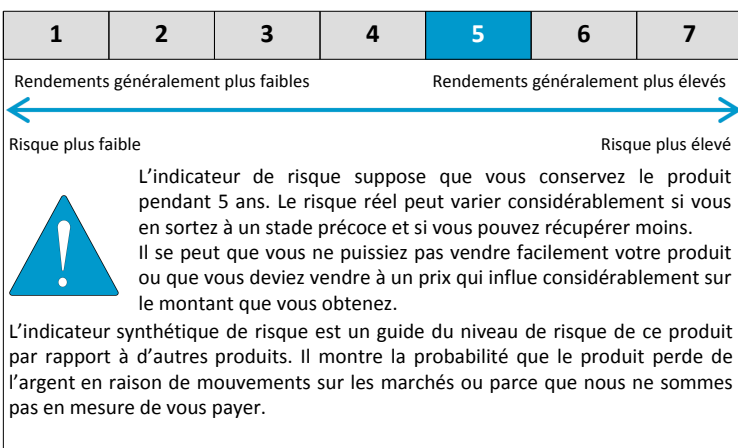 1 2 3 4 5 6 7
Rendements généralement plus faibles Rendements généralement plus élevés
Risque plus faible Risque plus élevé
L’indicateur de risque suppose que vous conservez le produit
pendant 5 ans. Le risque réel peut varier considérablement si vous
en sortez à un stade précoce et si vous pouvez récupérer moins.
Il se peut que vous ne puissiez pas vendre facilement votre produit
ou que vous deviez vendre à un prix qui influe considérablement sur
le montant que vous obtenez.
L’indicateur synthétique de risque est un guide du niveau de risque de ce produit
par rapport à d’autres produits. Il montre la probabilité que le produit perde de
l’argent en raison de mouvements sur les marchés ou parce que nous ne sommes
pas en mesure de vous payer.